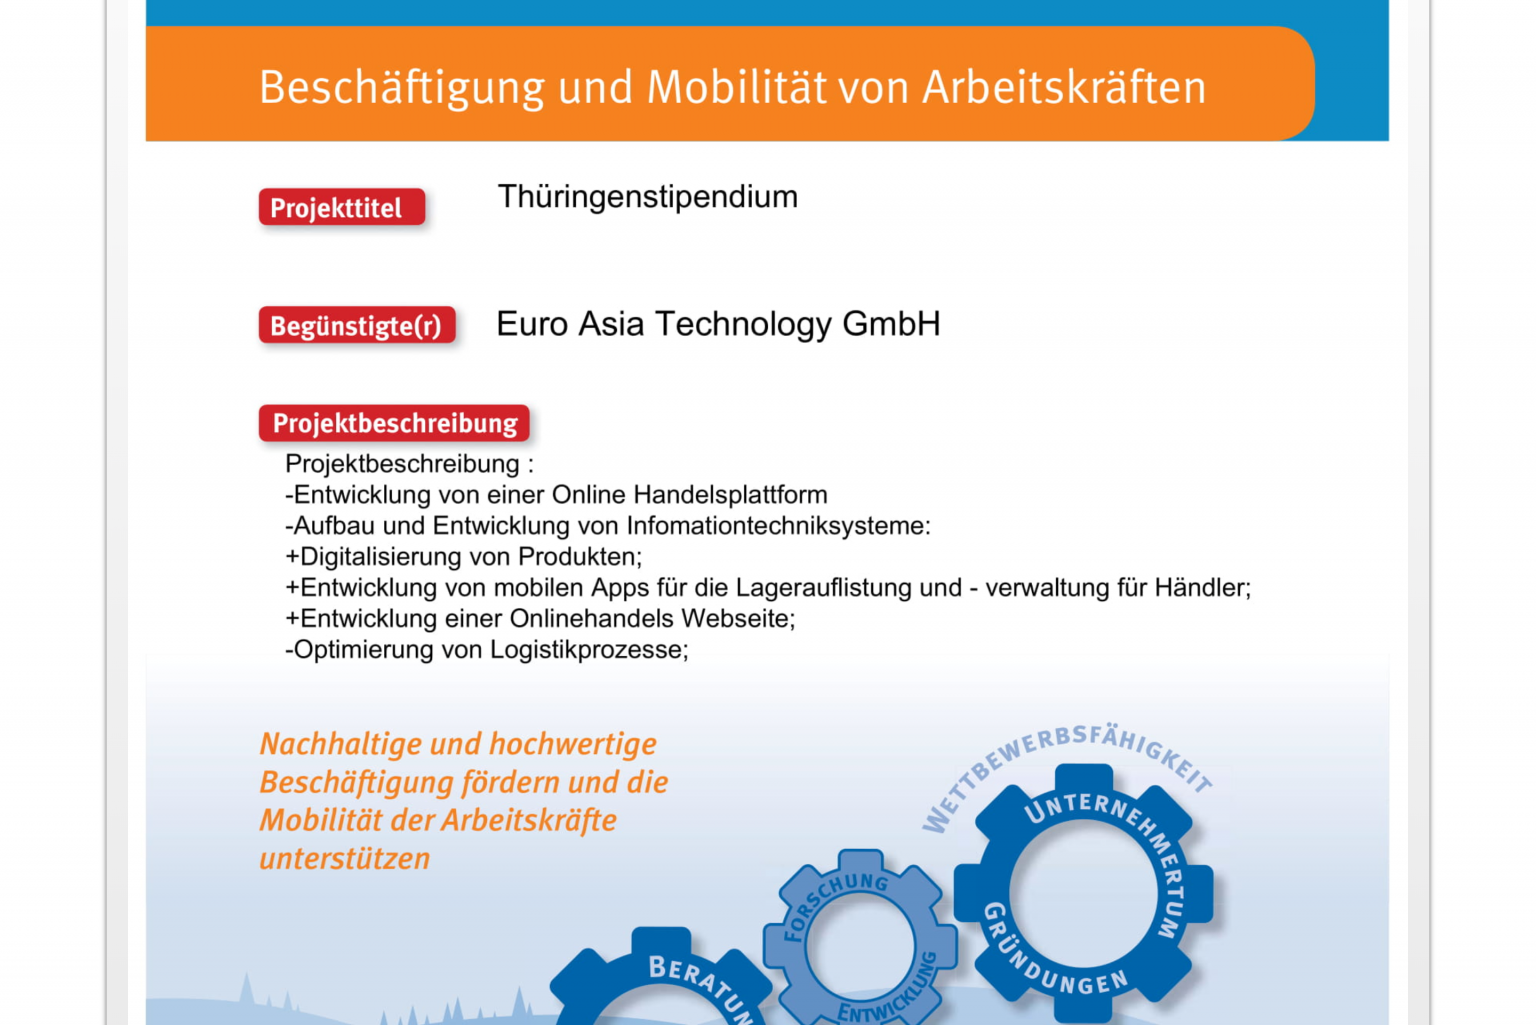 Beschäftigung und Mobilität von Arbeitskräften
Projekttitel
Thüringenstipendium
Begünstigte(r)
Euro Asia Technology GmbH
Projektbeschreibung
Projektbeschreibung :
-Entwicklung von einer Online Handelsplattform
-Aufbau und Entwicklung von Infomationtechniksysteme:
+Digitalisierung von Produkten;
+Entwicklung von mobilen Apps für die Lagerauflistung und - verwaltung für Händler;
+Entwicklung einer Onlinehandels Webseite;
-Optimierung von Logistikprozesse;
Nachhaltige und hochwertige
Beschäftigung fördern und die
Mobilität der Arbeitskräfte
unterstützen
WETTBEWERBSFÄHIGKEIT
UNTERNEHMERTUM
GRÜNDUNGEN
FORSCHUNG
ENTWICKLUNG
BERATUN